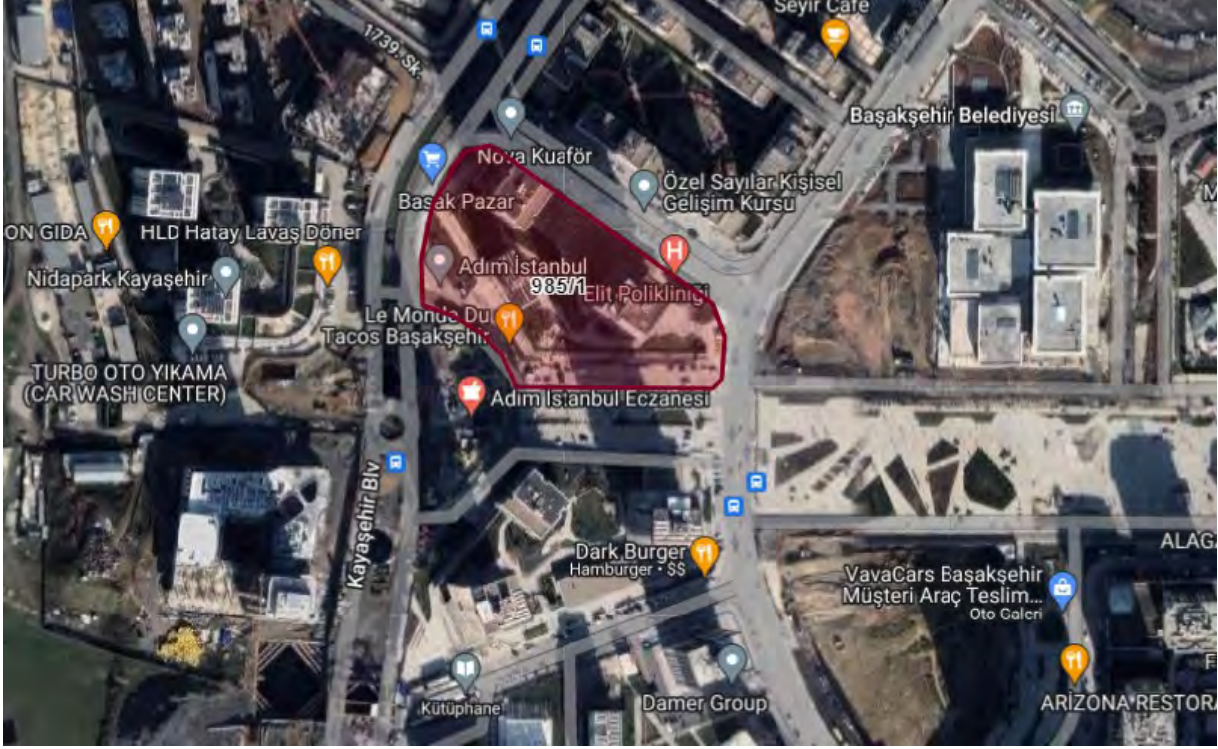 Seyir Cafe
1739. Sk.
Başakşehir Belediyesi
Nova Kuaför
Özel Sayılar Kişisel
Gelişim Kursu
Basak Pazar
ON GIDA
HLD Hatay Lavaş Döner
Nidapark Kayaşehir
Adım İstanbul
985/1
Elit Polikliniği
Le Monde Du
Tacos Başakşehir
TURBO OTO YIKAMA
(CAR WASH CENTER)
Adım İstanbul Eczanesi
Kayaşehir Blv
Dark Burger
Hamburger • $$
ALAGA
VavaCars Başakşehir
Müşteri Araç Teslim...
Oto Galeri
Kütüphane
Damer Group
ARİZONA RESTORA